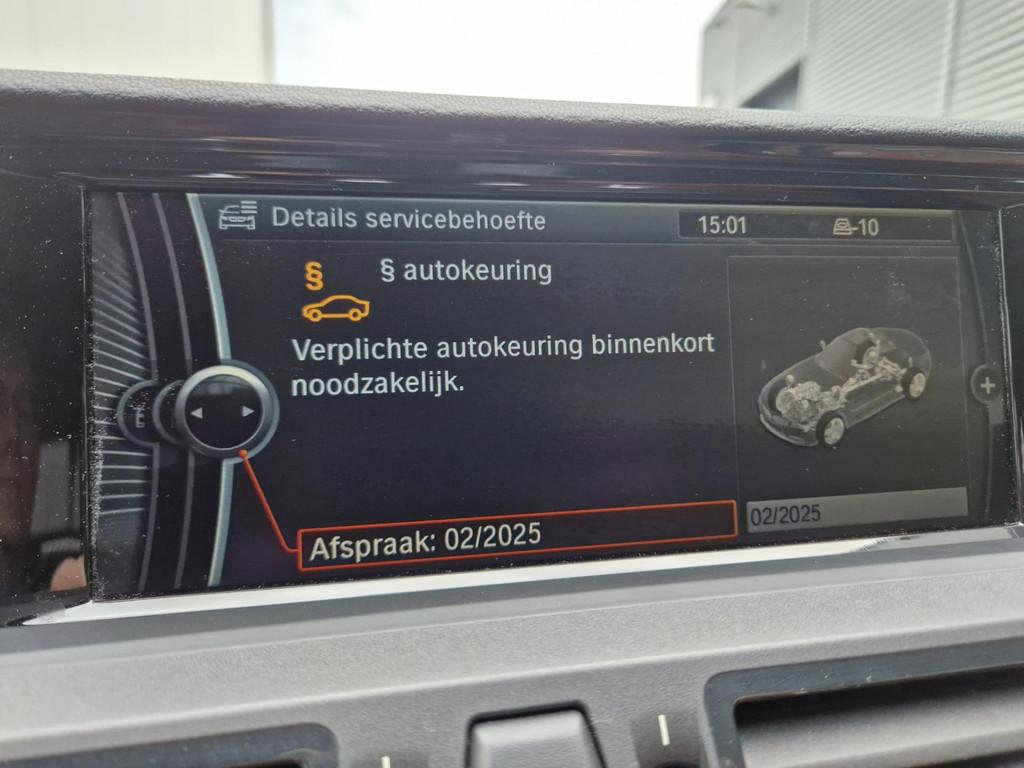 Details servicebehoefte
15:01
-10
§
§ autokeuring
Verplichte autokeuring binnenkort
noodzakelijk.
Afspraak: 02/2025
02/2025
+